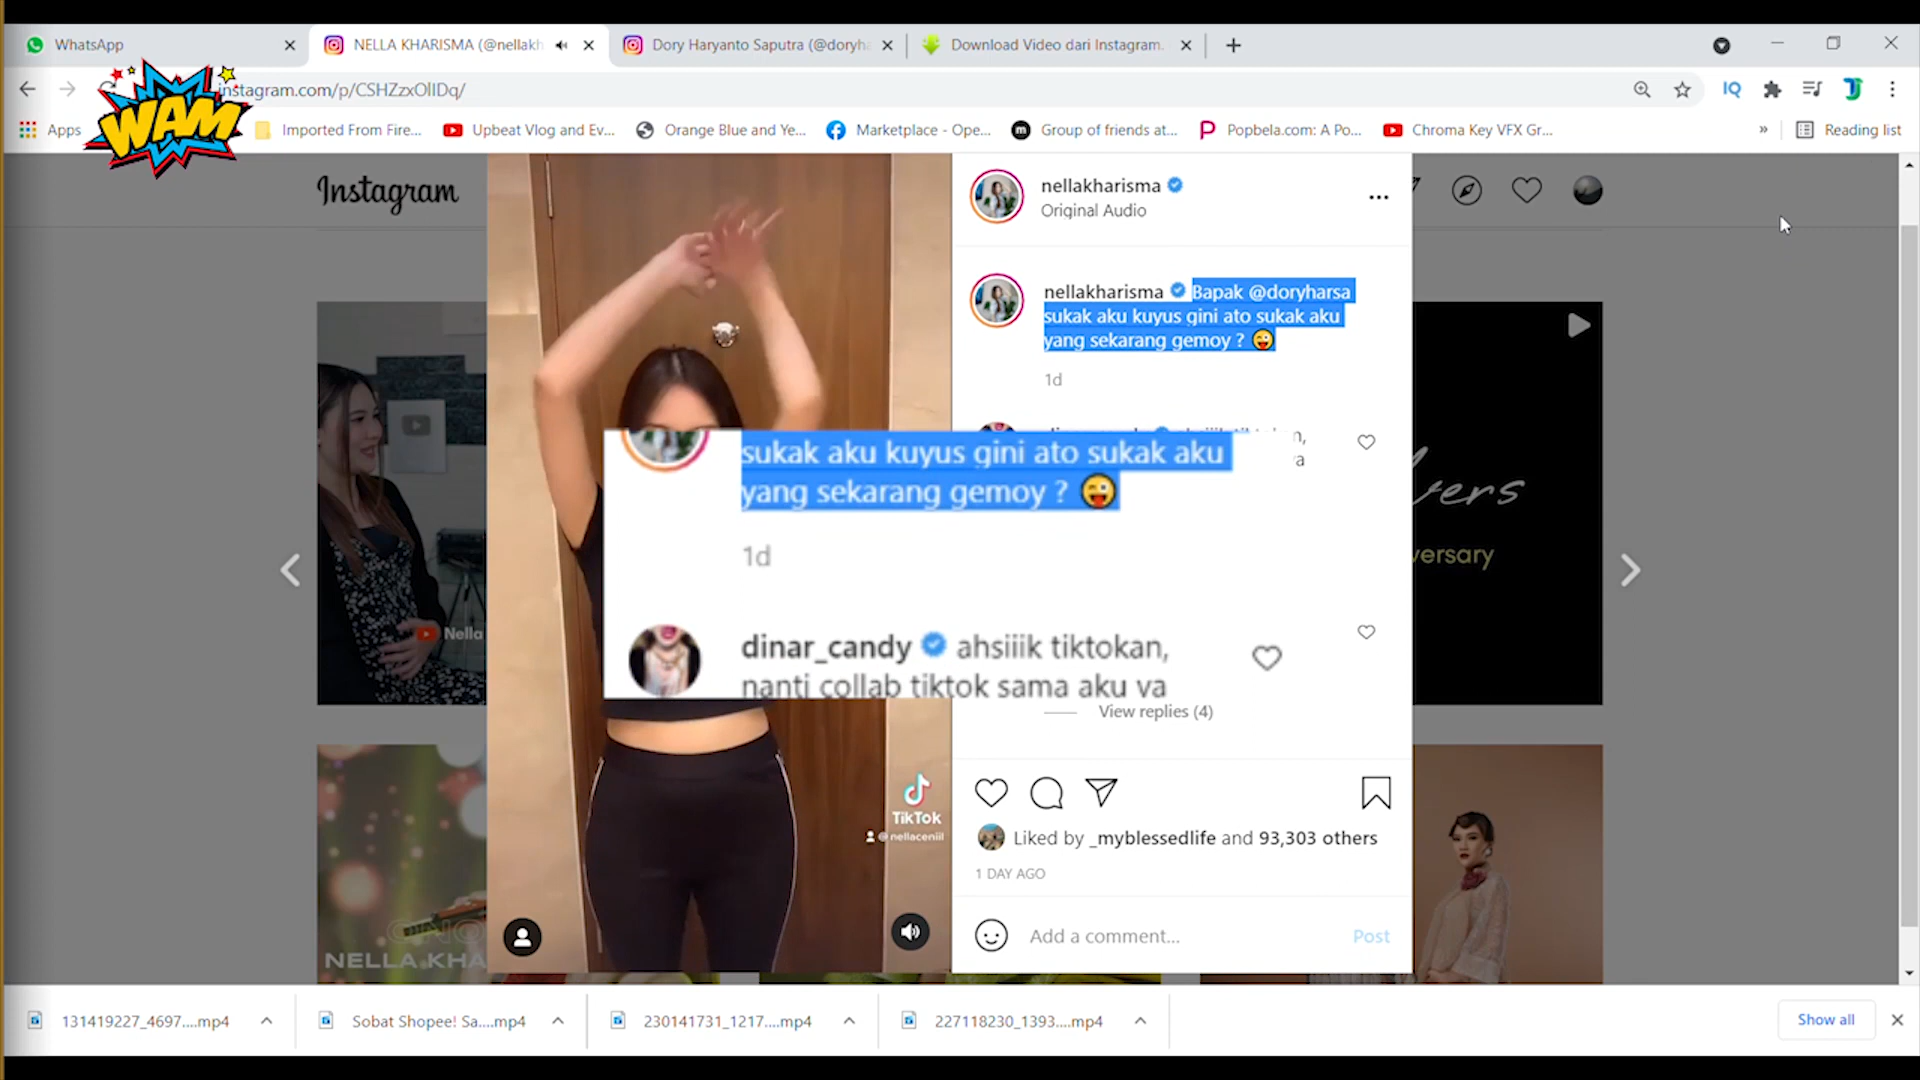 WhatsApp
NELLA KHARISMA (@nellakh
Dory Haryanto Saputra (@doryha
Download Video dari Instagram.
WAM
instagram.com/p/CSHZzxOlIDq/
IQ
Apps
Imported From Fire...
Upbeat Vlog and Ev...
Orange Blue and Ye...
Marketplace - Ope...
Group of friends at...
Popbela.com: A Po...
Chroma Key VFX Gr...
»
Reading list
Instagram
nellakharisma
Original Audio
nellakharisma Bapak @doryharsa
sukak aku kuyus gini ato sukak aku
yang sekarang gemoy ? 😜
1d
sukak aku kuyus gini ato sukak aku
yang sekarang gemoy ? 😜
1d
dinar_candy ahsiiik tiktokan,
nanti collab tiktok sama aku ya
View replies (4)
versary
Nella
TikTok
@nellaceniil
NELLA KHA
Liked by _myblessedlife and 93,303 others
1 DAY AGO
Add a comment...
Post
131419227_4697....mp4
Sobat Shopee! Sa....mp4
230141731_1217....mp4
227118230_1393....mp4
Show all